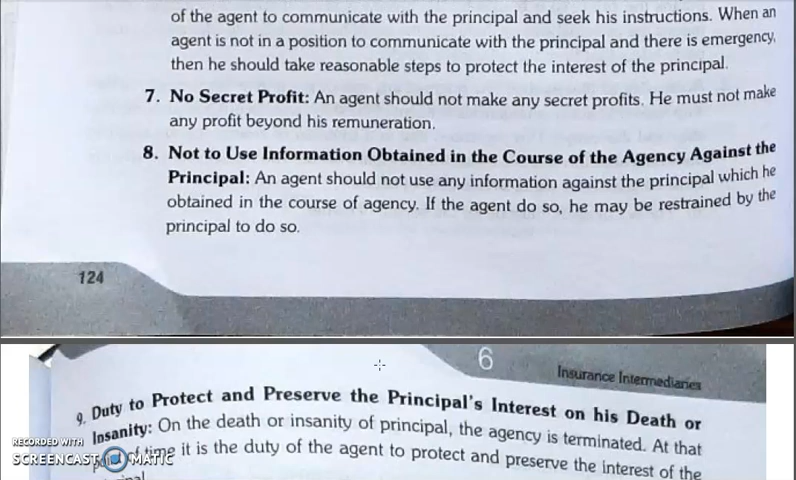 of the agent to communicate with the principal and seek his instructions. When an
agent is not in a position to communicate with the principal and there is emergency,
then he should take reasonable steps to protect the interest of the principal.
7. No Secret Profit: An agent should not make any secret profits. He must not make
any profit beyond his remuneration.
8. Not to Use Information Obtained in the Course of the Agency Against the
Principal: An agent should not use any information against the principal which he
obtained in the course of agency. If the agent do so, he may be restrained by the
principal to do so.
124
6
Insurance Intermediaries
9. Duty to Protect and Preserve the Principal's Interest on his Death or
Insanity: On the death or insanity of principal, the agency is terminated. At that
time it is the duty of the agent to protect and preserve the interest of the
RECORDED WITH
SCREENCAST MATIC